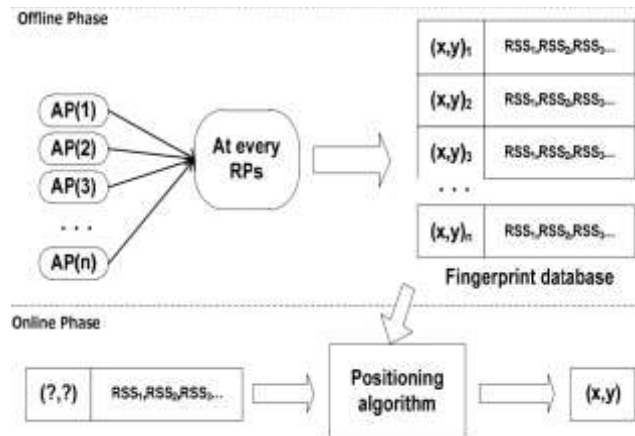 Offline Phase
AP(1)
AP(2)
AP(3)
...
AP(n)
At every
RPs
(x,y)₁ RSS₁,RSS₂,RSS₃...
(x,y)₂ RSS₁,RSS₂,RSS₃...
(x,y)₃ RSS₁,RSS₂,RSS₃...
...
(x,y)ₙ RSS₁,RSS₂,RSS₃...
Fingerprint database
Online Phase
(?,?) RSS₁,RSS₂,RSS₃...
Positioning
algorithm
(x,y)